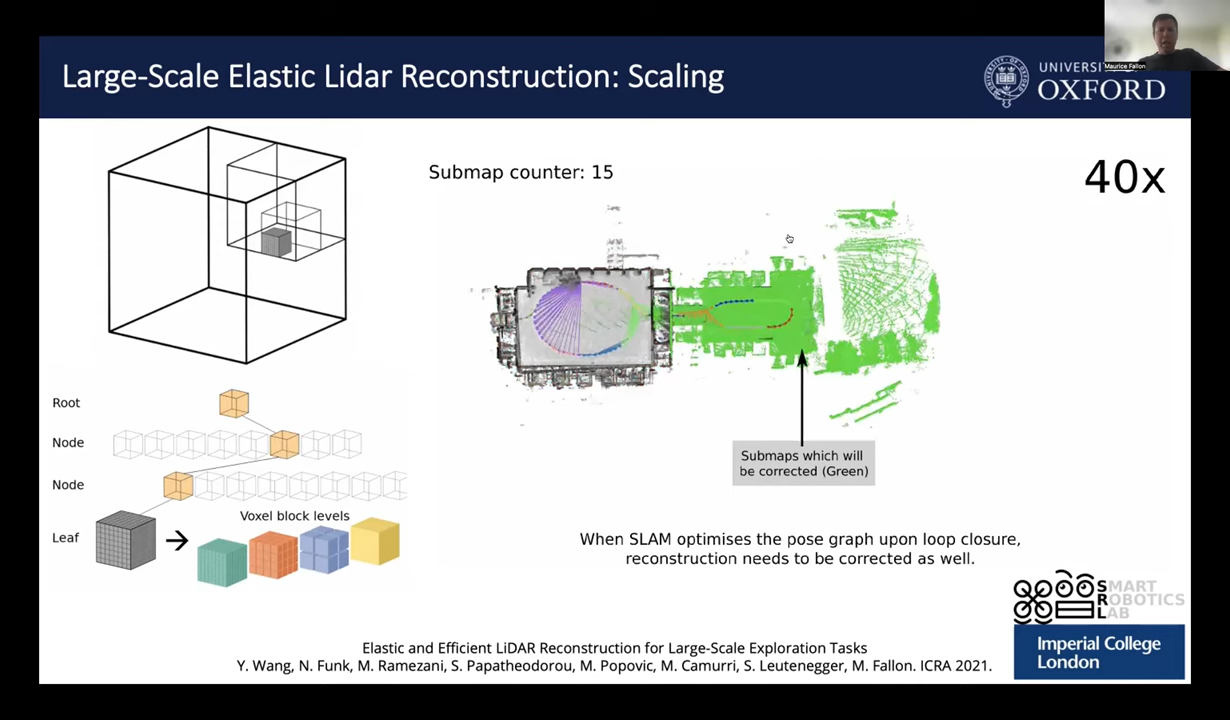 Large-Scale Elastic Lidar Reconstruction: Scaling
UNIVERSI
OXFORD
Maurice Fallon
Submap counter: 15
40x
Root
Node
Node
Leaf
Voxel block levels
Submaps which will
be corrected (Green)
When SLAM optimises the pose graph upon loop closure,
reconstruction needs to be corrected as well.
SMART
ROBOTICS
LAB
Imperial College
London
Elastic and Efficient LiDAR Reconstruction for Large-Scale Exploration Tasks
Y. Wang, N. Funk, M. Ramezani, S. Papatheodorou, M. Popovic, M. Camurri, S. Leutenegger, M. Fallon. ICRA 2021.